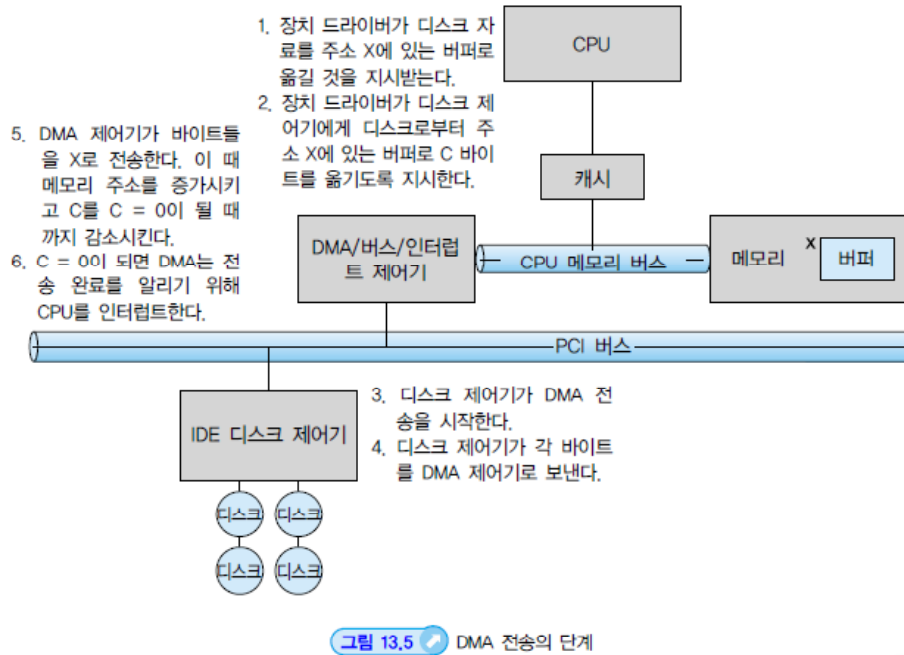 1. 장치 드라이버가 디스크 자
료를 주소 X에 있는 버퍼로
옮길 것을 지시받는다.
2. 장치 드라이버가 디스크 제
어기에게 디스크로부터 주
소 X에 있는 버퍼로 C 바이
트를 옮기도록 지시한다.
CPU
5. DMA 제어기가 바이트들
을 X로 전송한다. 이 때
메모리 주소를 증가시키
고 C를 C = 0이 될 때
까지 감소시킨다.
6. C = 0이 되면 DMA는 전
송 완료를 알리기 위해
CPU를 인터럽트한다.
캐시
DMA/버스/인터럽
트 제어기
CPU 메모리 버스
메모리
X
버퍼
PCI 버스
IDE 디스크 제어기
3. 디스크 제어기가 DMA 전
송을 시작한다.
4. 디스크 제어기가 각 바이트
를 DMA 제어기로 보낸다.
디스크
디스크
디스크
디스크
그림 13.5 DMA 전송의 단계